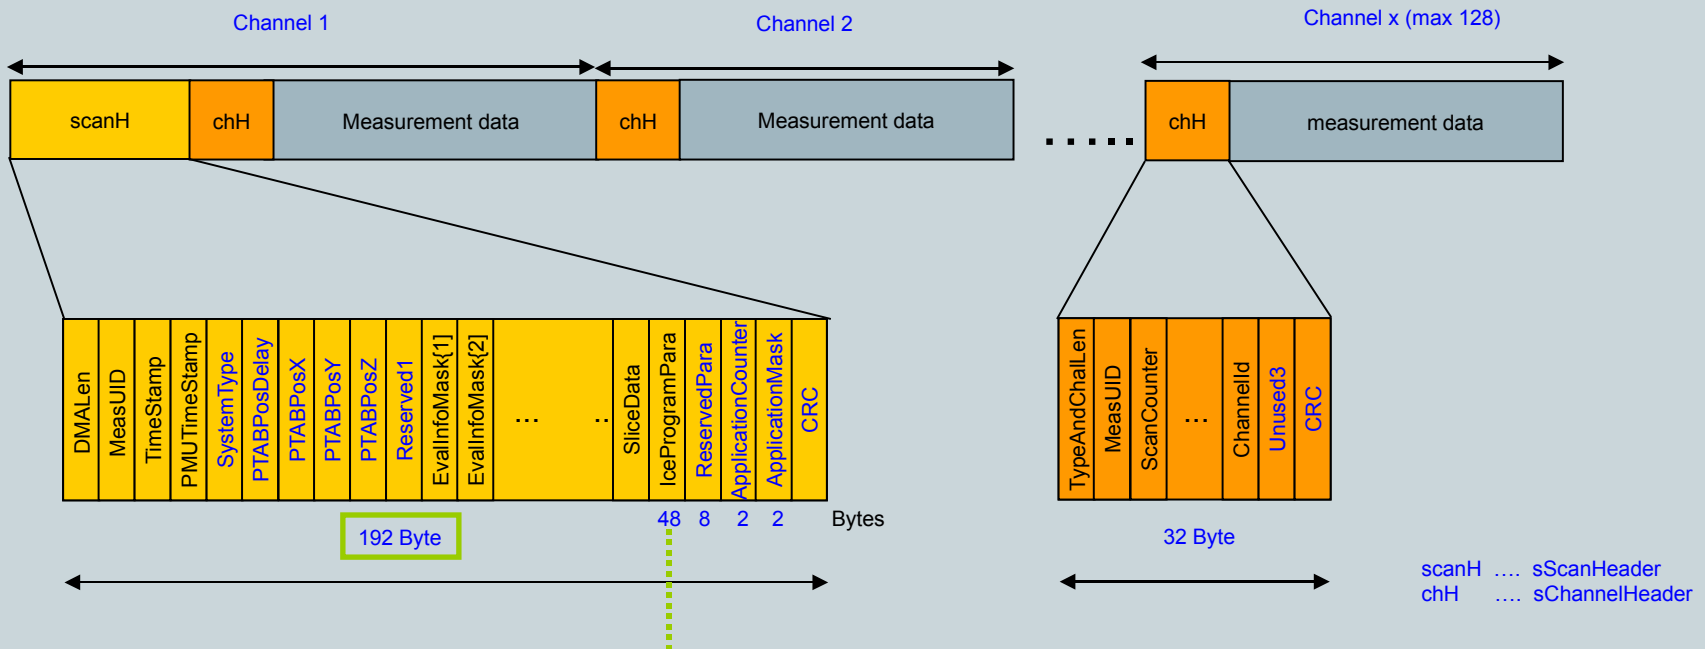 Channel 1
Channel 2
Channel x (max 128)
scanH
chH
Measurement data
chH
Measurement data
.....
chH
measurement data
DMALen
MeasUID
TimeStamp
PMUTimeStamp
SystemType
PTABPosDelay
PTABPosX
PTABPosY
PTABPosZ
Reserved1
EvalInfoMask{1]
EvalInfoMask{2]
...
..
SliceData
IceProgramPara
ReservedPara
ApplicationCounter
ApplicationMask
CRC
TypeAndChalLen
MeasUID
ScanCounter
...
ChannelId
Unused3
CRC
48 8 2 2 Bytes
192 Byte
32 Byte
scanH …. sScanHeader
chH …. sChannelHeader